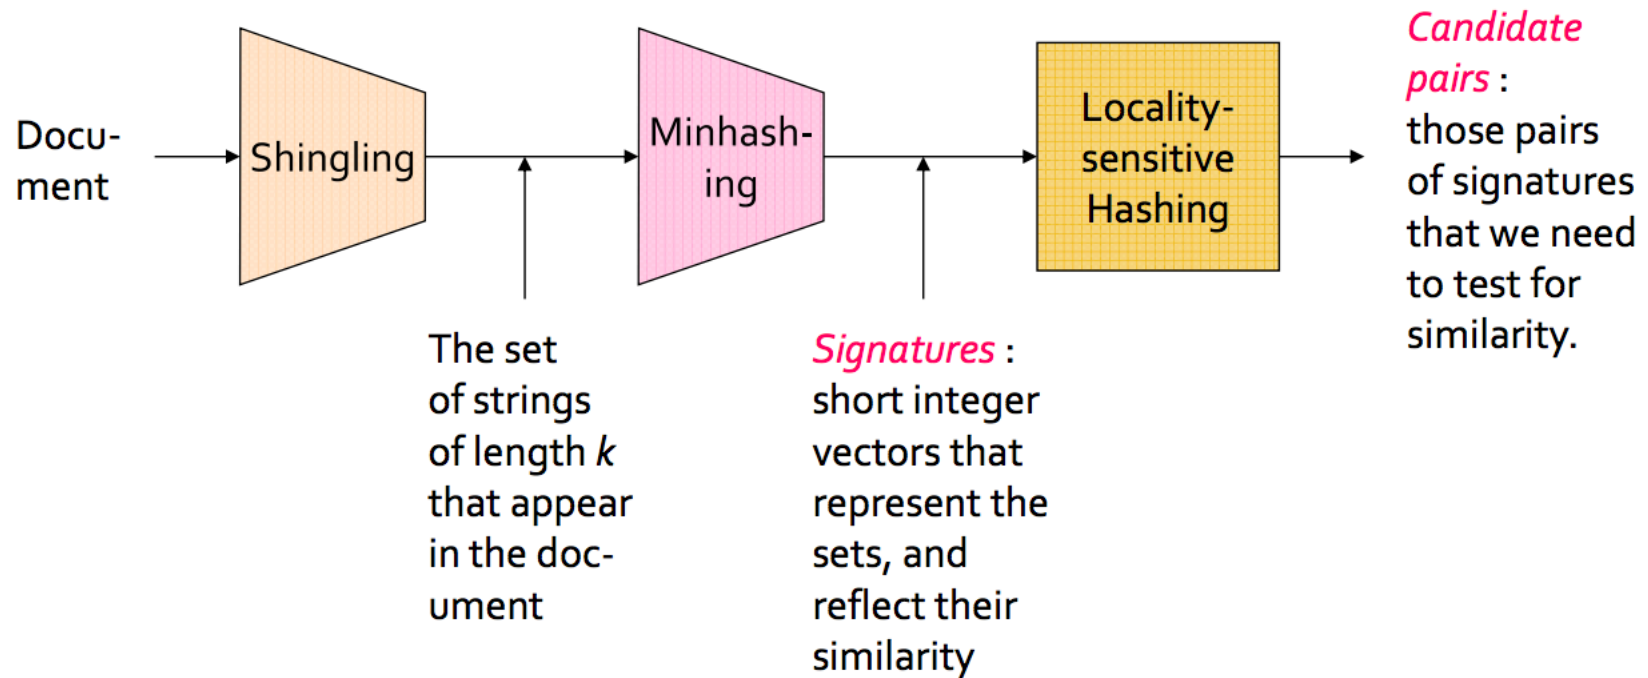 Docu-
ment
Shingling
The set
of strings
of length k
that appear
in the doc-
ument
Minhash-
ing
Signatures :
short integer
vectors that
represent the
sets, and
reflect their
similarity
Locality-
sensitive
Hashing
Candidate
pairs :
those pairs
of signatures
that we need
to test for
similarity.